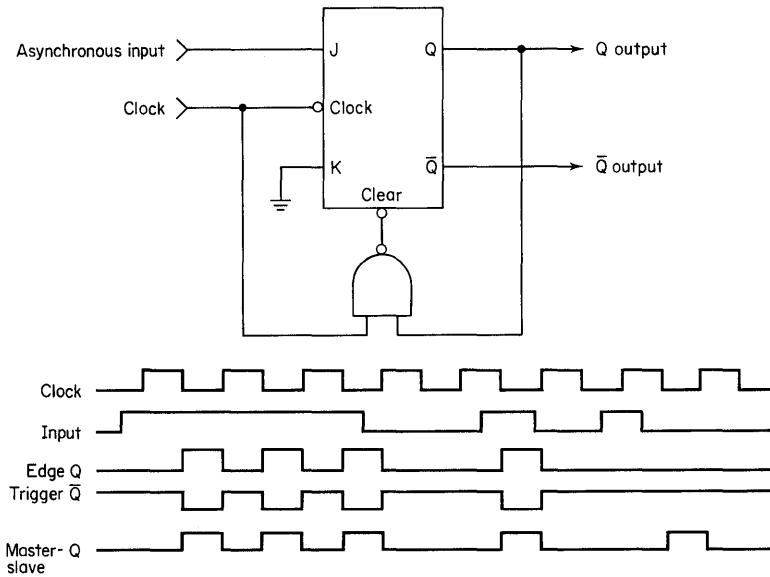 Asynchronous input
J
Q
Q output
Clock
Clock
K
Q̅
Q̅ output
Clear
Clock
Input
Edge Q
Trigger Q̅
Master- Q
slave